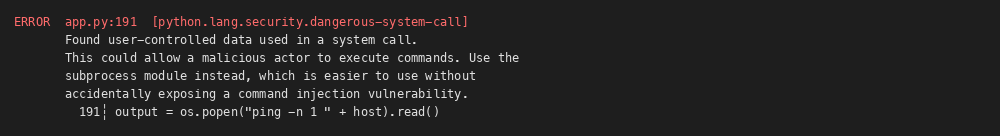 ERROR  app.py:191  [python.lang.security.dangerous-system-call]
Found user-controlled data used in a system call.
This could allow a malicious actor to execute commands. Use the
subprocess module instead, which is easier to use without
accidentally exposing a command injection vulnerability.
191┆ output = os.popen("ping -n 1 " + host).read()